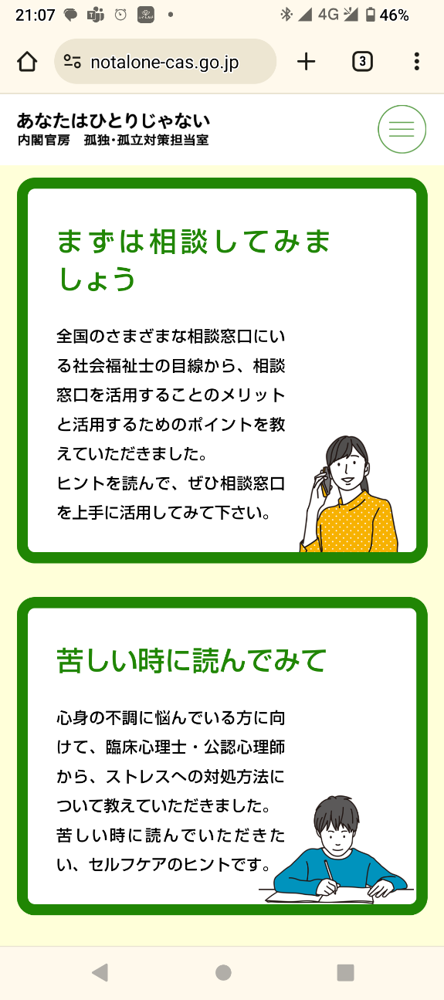 21:07
4G
46%
notalone-cas.go.jp
3
あなたはひとりじゃない
内閣官房　孤独・孤立対策担当室
まずは相談してみま
しょう
全国のさまざまな相談窓口にい
る社会福祉士の目線から、相談
窓口を活用することのメリット
と活用するためのポイントを教
えていただきました。
ヒントを読んで、ぜひ相談窓口
を上手に活用してみて下さい。
苦しい時に読んでみて
心身の不調に悩んでいる方に向
けて、臨床心理士・公認心理師
から、ストレスへの対処方法に
ついて教えていただきました。
苦しい時に読んでいただきた
い、セルフケアのヒントです。